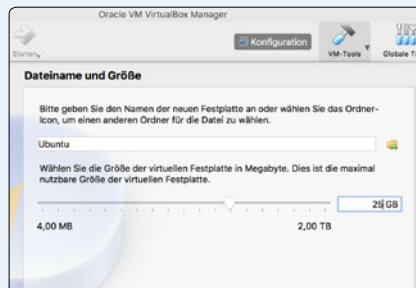 Oracle VM VirtualBox Manager
Starten
Konfiguration
VM-Tools
Globale
Dateiname und Größe
Bitte geben Sie den Namen der neuen Festplatte an oder wählen Sie das Ordner-
Icon, um einen anderen Ordner für die Datei zu wählen.
Ubuntu
Wählen Sie die Größe der virtuellen Festplatte in Megabyte. Dies ist die maximal
nutzbare Größe der virtuellen Festplatte.
25 GB
4,00 MB 2,00 TB